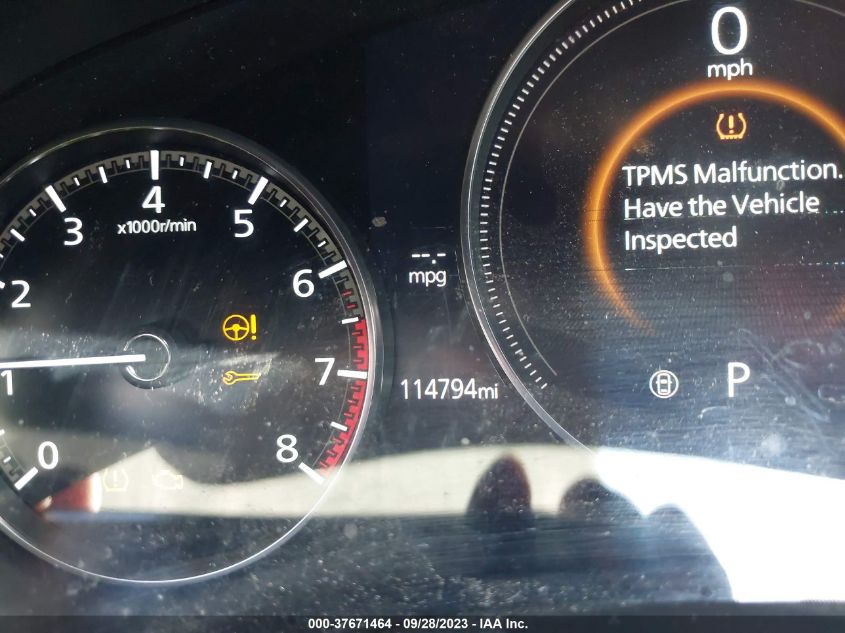 0
mph
TPMS Malfunction.
Have the Vehicle
Inspected
4
x1000r/min
3
5
2
6
--.-
mpg
1
7
114794mi
P
0
8
000-37671464 - 09/28/2023 - IAA Inc.